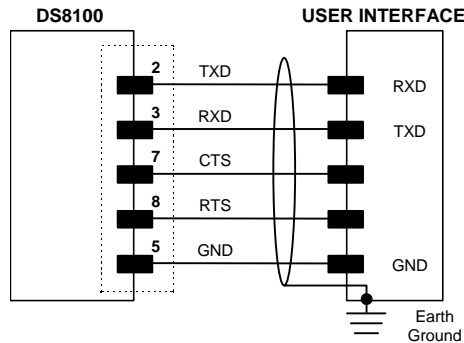 DS8100 USER INTERFACE
2 TXD RXD
3 RXD TXD
7 CTS
8 RTS
5 GND GND
Earth
Ground